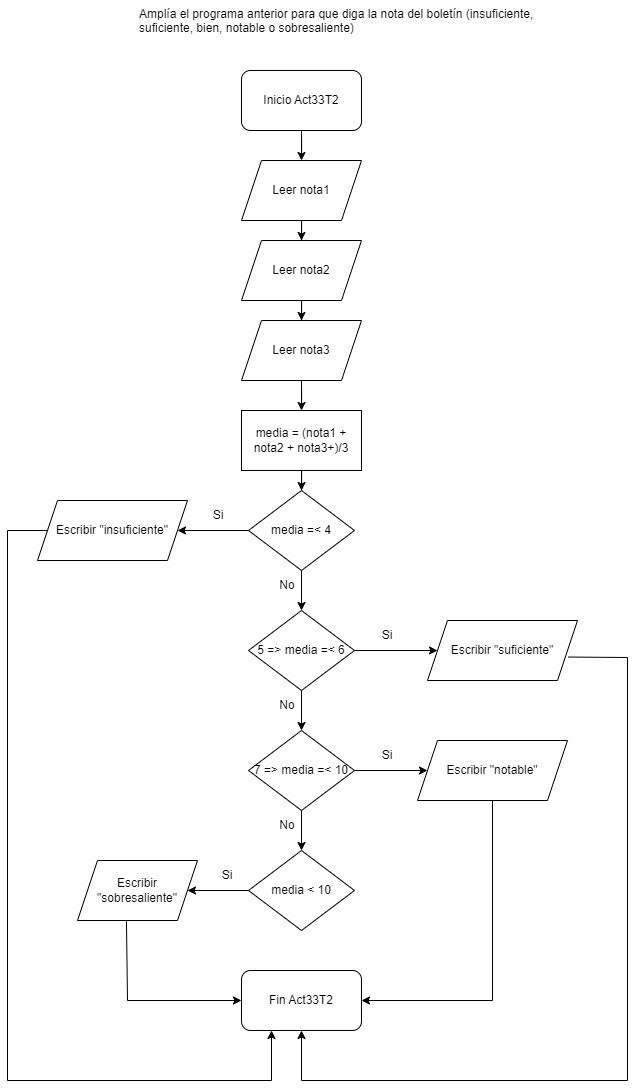 Amplía el programa anterior para que diga la nota del boletín (insuficiente,
suficiente, bien, notable o sobresaliente)
Inicio Act33T2
Leer nota1
Leer nota2
Leer nota3
media = (nota1 +
nota2 + nota3+)/3
Si
Escribir "insuficiente"
media =< 4
No
Si
5 => media =< 6
Escribir "suficiente"
No
Si
7 => media =< 10
Escribir "notable"
No
Si
Escribir
"sobresaliente"
media < 10
Fin Act33T2